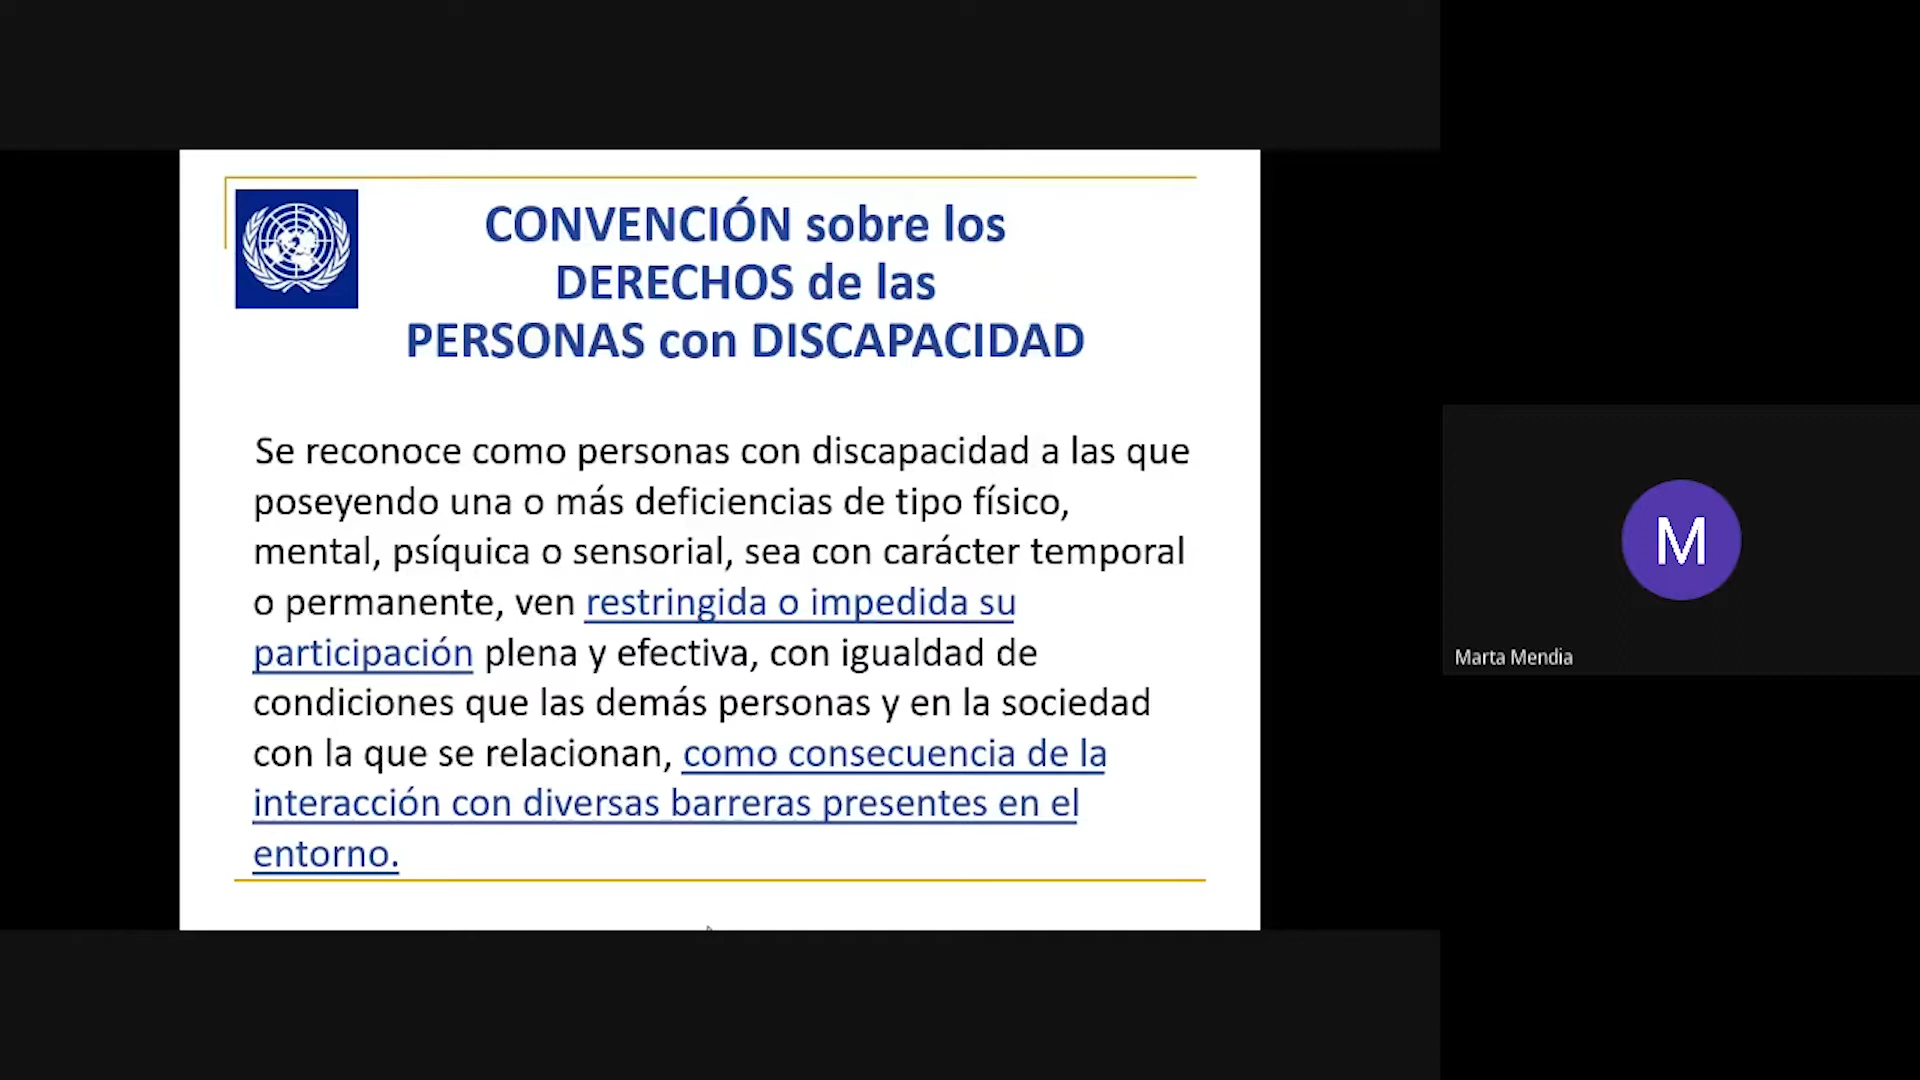 CONVENCIÓN sobre los
DERECHOS de las
PERSONAS con DISCAPACIDAD
Se reconoce como personas con discapacidad a las que
poseyendo una o más deficiencias de tipo físico,
mental, psíquica o sensorial, sea con carácter temporal
o permanente, ven restringida o impedida su
participación plena y efectiva, con igualdad de
condiciones que las demás personas y en la sociedad
con la que se relacionan, como consecuencia de la
interacción con diversas barreras presentes en el
entorno.
M
Marta Mendia